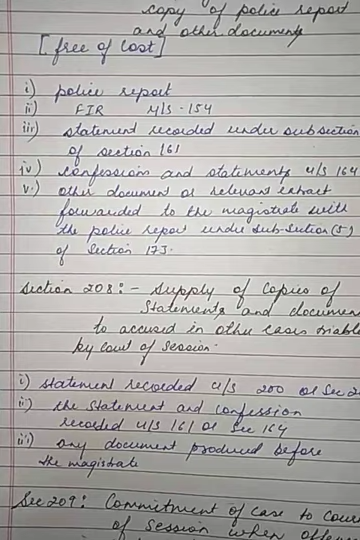 copy of police report
and other documents
[free of cost]
i) police report
ii) FIR u/s - 154
iii) statement recorded under subsection
of section 161
iv) confessions and statements u/s 164
v) other document or relevant extract
forwarded to the magistrate with
the police report under sub-section (5)
of section 173.
Section 208:- Supply of Copies of
Statements and document
to accused in other cases triable
by court of session.
i) statement recorded u/s 200 or Sec 2
ii) the statement and confession
recorded u/s 161 or Sec 164
iii) any document produced before
the magistrate
Sec 209: Commitment of case to Cou
of session when offen